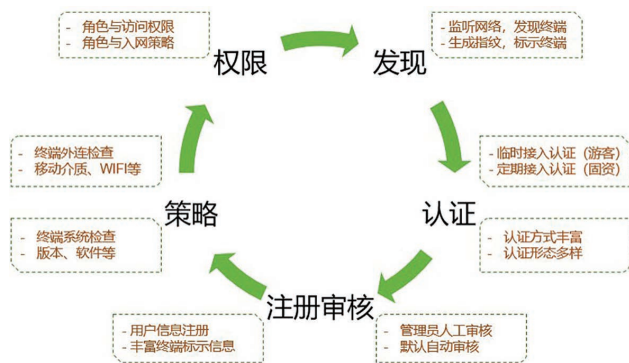 - 角色与访问权限
- 角色与入网策略
权限
发现
- 监听网络，发现终端
- 生成指纹，标示终端
- 临时接入认证（游客）
- 定期接入认证（固资）
认证
- 认证方式丰富
- 认证形态多样
注册审核
- 管理员人工审核
- 默认自动审核
- 用户信息注册
- 丰富终端标示信息
策略
- 终端系统检查
- 版本、软件等
- 终端外连检查
- 移动介质、WIFI等